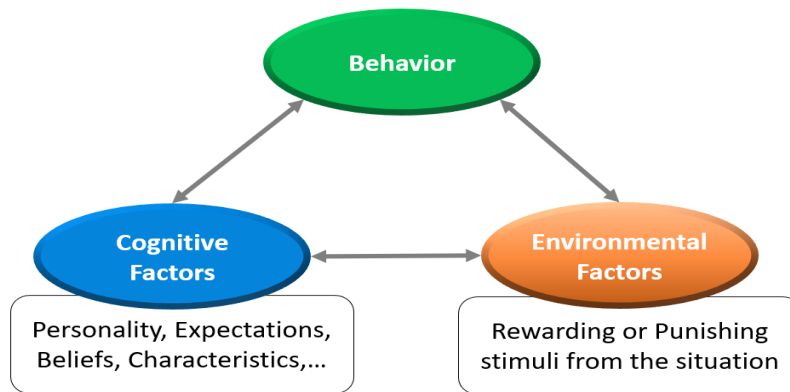 Behavior
Cognitive
Factors
Environmental
Factors
Personality, Expectations,
Beliefs, Characteristics,...
Rewarding or Punishing
stimuli from the situation